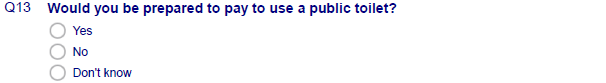 Q13 Would you be prepared to pay to use a public toilet?
Yes
No
Don't know